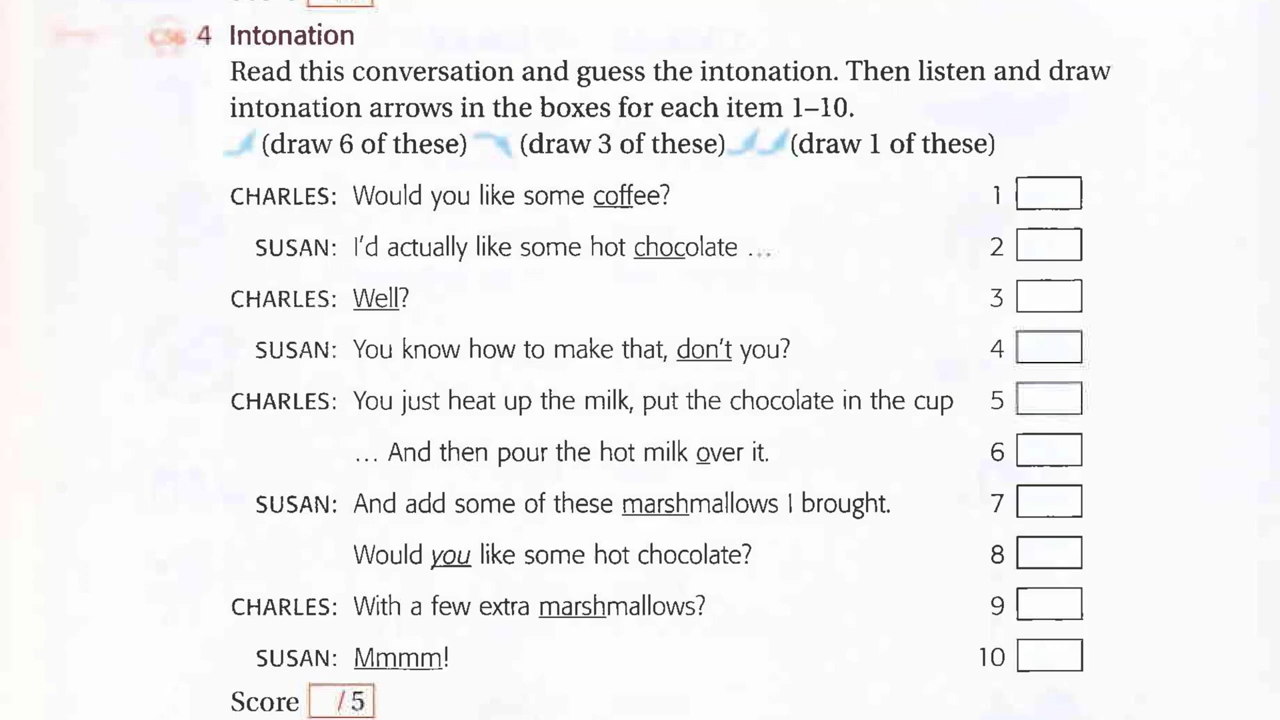 C56 4 Intonation
Read this conversation and guess the intonation. Then listen and draw
intonation arrows in the boxes for each item 1–10.
(draw 6 of these) (draw 3 of these) (draw 1 of these)
CHARLES: Would you like some coffee? 1
SUSAN: I'd actually like some hot chocolate ... 2
CHARLES: Well? 3
SUSAN: You know how to make that, don't you? 4
CHARLES: You just heat up the milk, put the chocolate in the cup 5
... And then pour the hot milk over it. 6
SUSAN: And add some of these marshmallows I brought. 7
Would you like some hot chocolate? 8
CHARLES: With a few extra marshmallows? 9
SUSAN: Mmmm! 10
Score /5